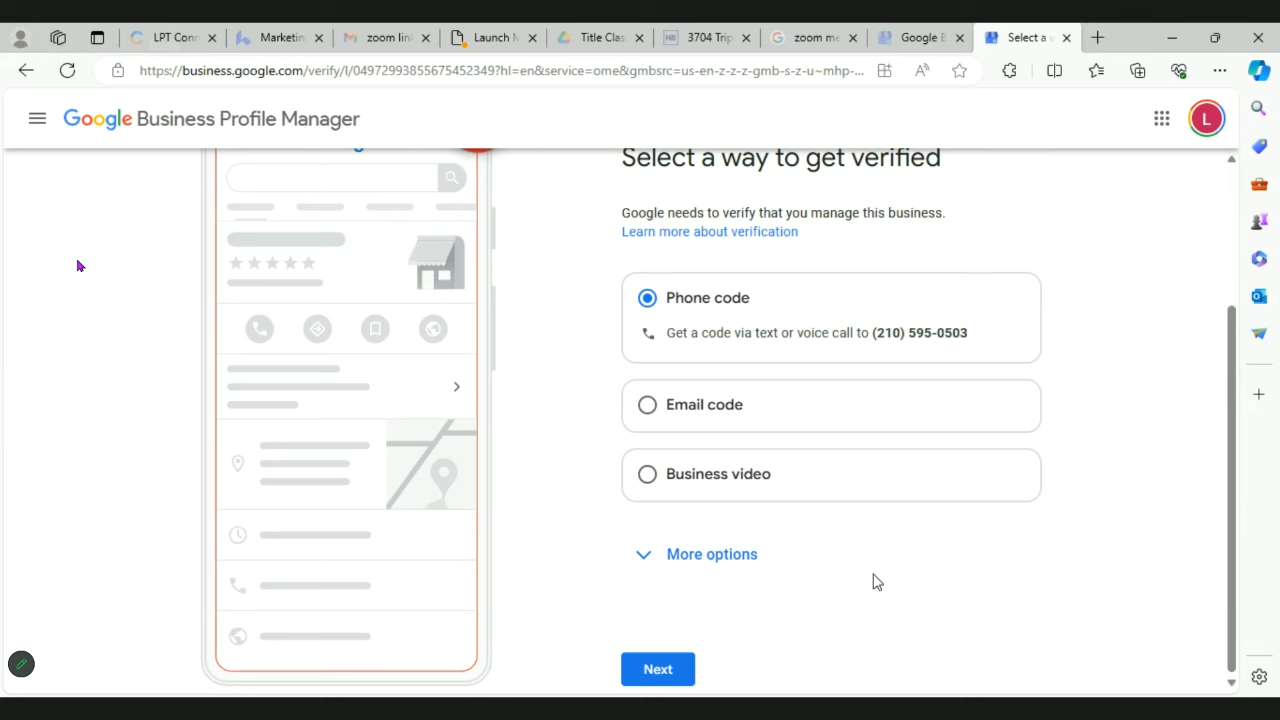 LPT Conn
Marketin
zoom lin
Launch M
Title Clas
3704 Trip
zoom me
Google B
Select a v
https://business.google.com/verify/l/04972993855675452349?hl=en&service=ome&gmbsrc=us-en-z-z-z-gmb-s-z-u~mhp-...
Google Business Profile Manager
L
Select a way to get verified
Google needs to verify that you manage this business.
Learn more about verification
Phone code
Get a code via text or voice call to (210) 595-0503
Email code
Business video
More options
Next